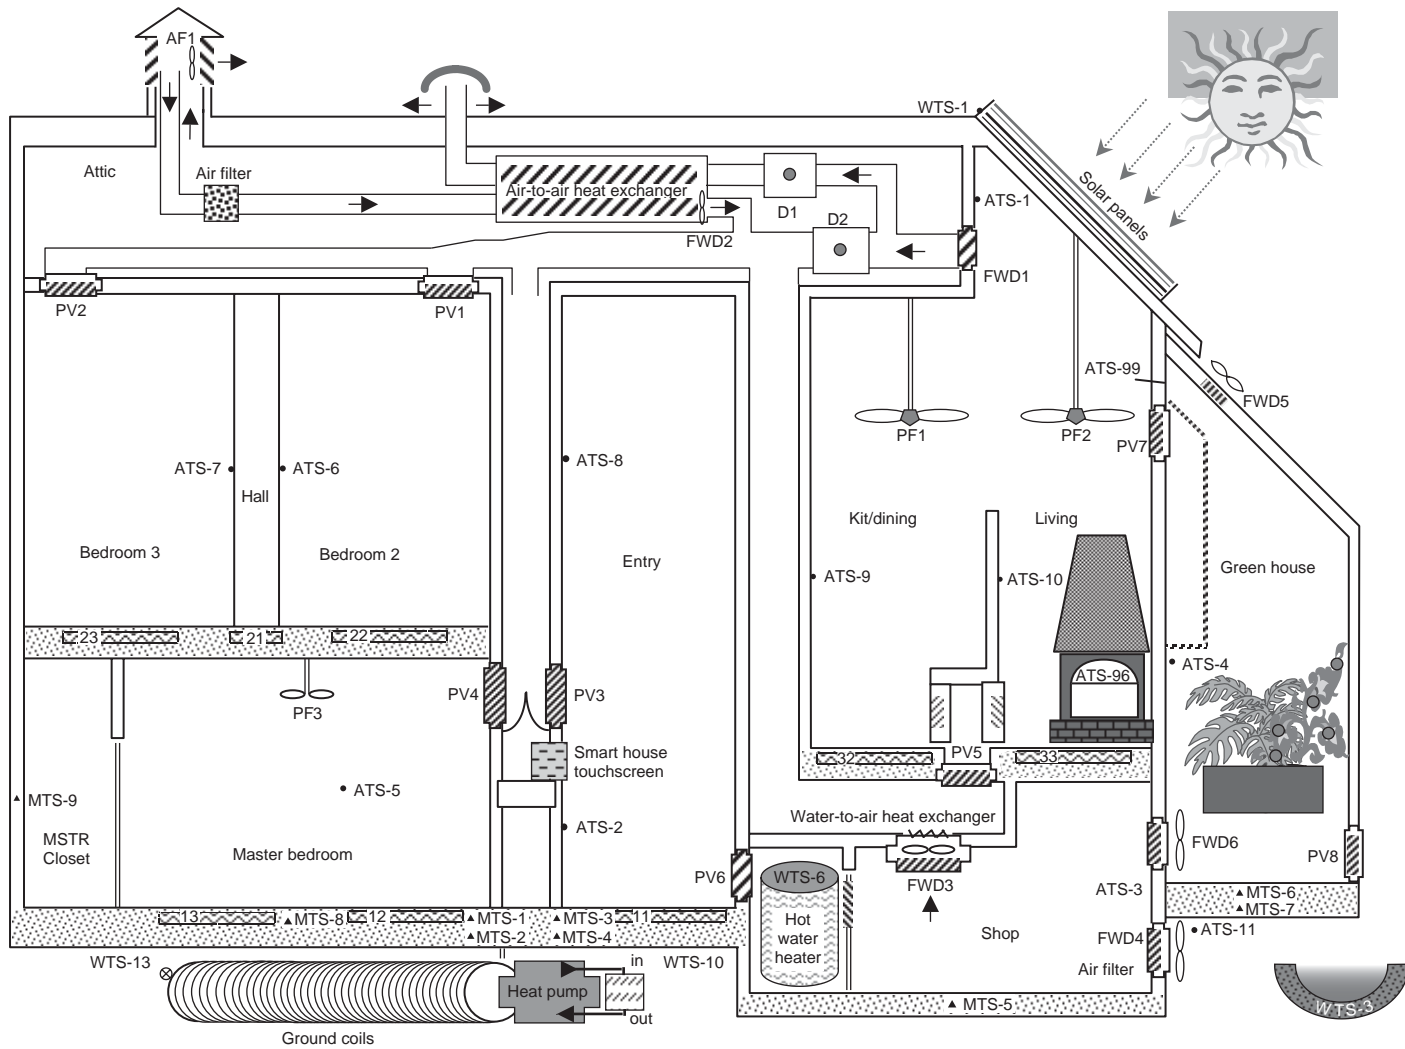 AF1
WTS-1
Attic
Air filter
Air-to-air heat exchanger
D1
Solar panels
ATS-1
D2
FWD2
FWD1
PV2
PV1
ATS-99
FWD5
PF1
PF2
PV7
ATS-7
ATS-6
ATS-8
Hall
Kit/dining
Living
Bedroom 3
Bedroom 2
Entry
Green house
ATS-9
ATS-10
23
21
22
ATS-4
ATS-96
PV4
PV3
PF3
Smart house
touchscreen
PV5
32
33
ATS-5
MTS-9
Water-to-air heat exchanger
ATS-2
MSTR
Closet
Master bedroom
FWD6
PV8
PV6
WTS-6
FWD3
ATS-3
MTS-6
MTS-7
13
MTS-8
12
MTS-1
MTS-3
11
MTS-2
MTS-4
Hot
water
heater
Shop
FWD4
ATS-11
Air filter
WTS-13
in
WTS-10
Heat pump
out
MTS-5
WTS-3
Ground coils